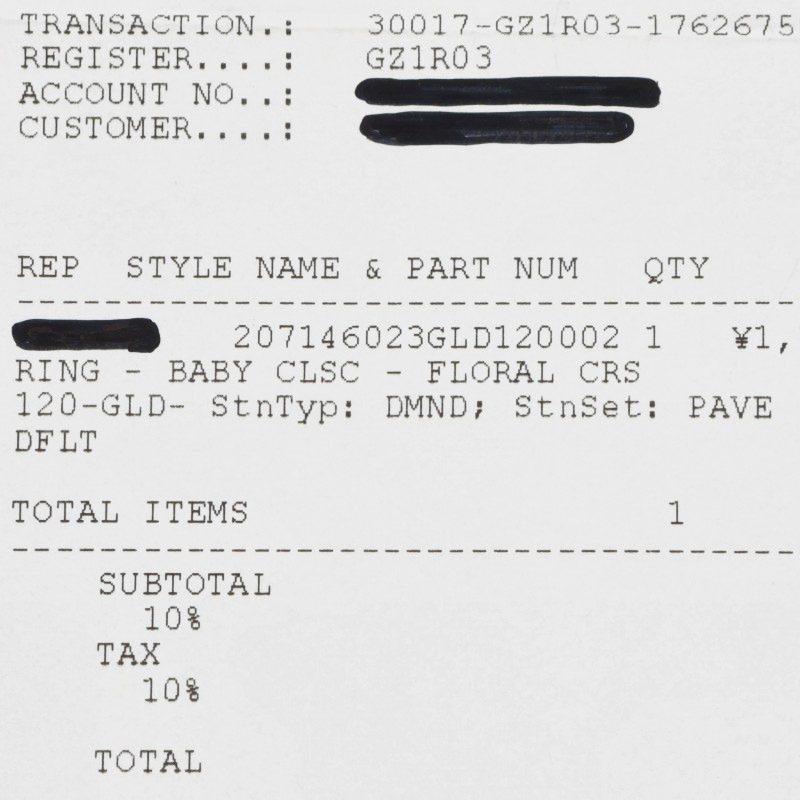 TRANSACTION.: 30017-GZ1R03-1762675
REGISTER....: GZ1R03
ACCOUNT NO..:
CUSTOMER....:
REP STYLE NAME & PART NUM QTY
-------------------------------------
207146023GLD120002 1 ¥1,
RING - BABY CLSC - FLORAL CRS
120-GLD- StnTyp: DMND; StnSet: PAVE
DFLT
TOTAL ITEMS 1
-------------------------------------
SUBTOTAL
10%
TAX
10%
TOTAL